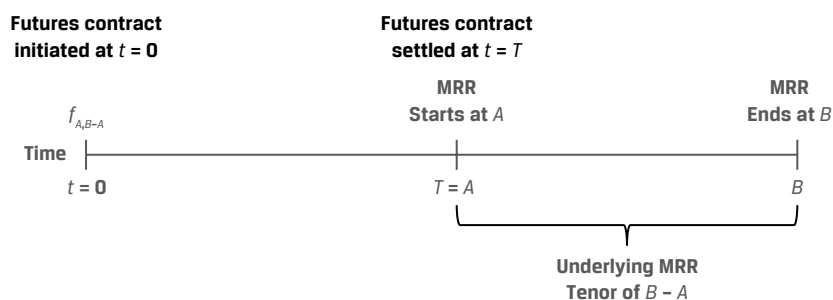 Futures contract
initiated at t = 0
Futures contract
settled at t = T
MRR
Starts at A
MRR
Ends at B
f A,B–A
Time
t = 0
T = A
B
Underlying MRR
Tenor of B – A